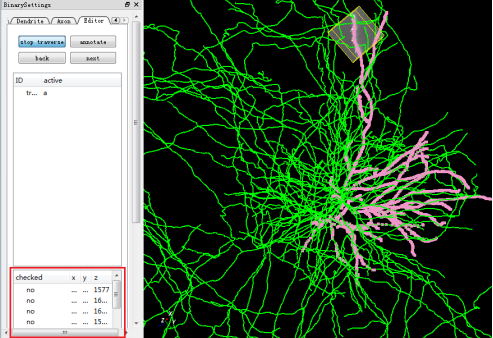 BinarySettings
Dendrite Axon Editor
stop traverse annotate
back next
ID active
tr... a
checked x y z
no ... ... 1577
no ... 16...
no ... ... 16...
no ... ... 15...
z x y